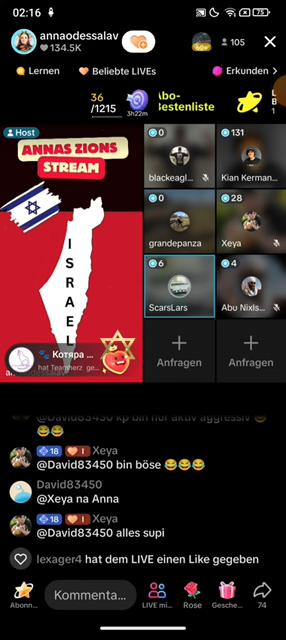 02:16
75
annaodessalav
134.5K
105
Lernen
Beliebte LIVEs
Erkunden
36
/1215
3h22m
Abo-
Bestenliste
Host
ANNAS ZIONS
STREAM
ISRAEL
Котяра ...
hat Teamherz ge...
0
blackeagl...
131
Kian Kerman...
0
grandepanza
28
Xeya
6
ScarsLars
4
Abu Nixls...
Anfragen
Anfragen
@David83450 kp bin nur aktiv aggressiv 😂
😂😂
18 I Xeya
@David83450 bin böse 😂😂😂
David83450
@Xeya na Anna
18 I Xeya
@David83450 alles supi
lexager4 hat dem LIVE einen Like gegeben
Abonn...
Kommenta...
LIVE mi...
Rose
Gesche...
74